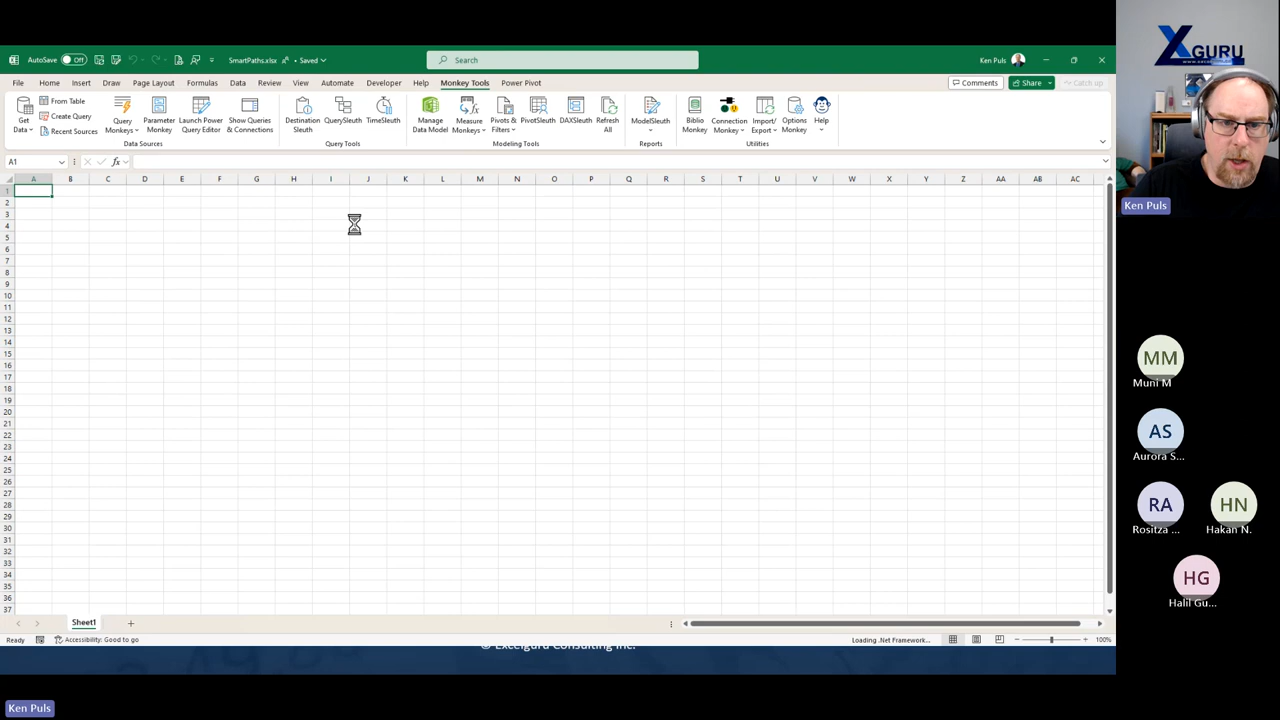 AutoSave Off SmartPaths.xlsx • Saved Search Ken Puls
File Home Insert Draw Page Layout Formulas Data Review View Automate Developer Help Monkey Tools Power Pivot Comments Share Catch up
Get Data
From Table
Create Query
Recent Sources
Query Monkeys
Parameter Monkey
Launch Power Query Editor
Show Queries & Connections
Destination Sleuth
QuerySleuth
TimeSleuth
Manage Data Model
Measure Monkeys
Pivots & Filters
PivotSleuth
DAXSleuth
Refresh All
ModelSleuth
Biblio Monkey
Connection Monkey
Import/ Export
Options Monkey
Help
Data Sources Query Tools Modeling Tools Reports Utilities
A1 fx
A B C D E F G H I J K L M N O P Q R S T U V W X Y Z AA AB AC
1
2
3
4
5
6
7
8
9
10
11
12
13
14
15
16
17
18
19
20
21
22
23
24
25
26
27
28
29
30
31
32
33
34
35
36
37
Sheet1
Ready Accessibility: Good to go Loading .Net Framework... 100%
© Excelguru Consulting Inc.
Ken Puls
XGURU
Ken Puls
MM
Muni M
AS
Aurora S...
RA
Rositza ...
HN
Hakan N.
HG
Halil Gu...